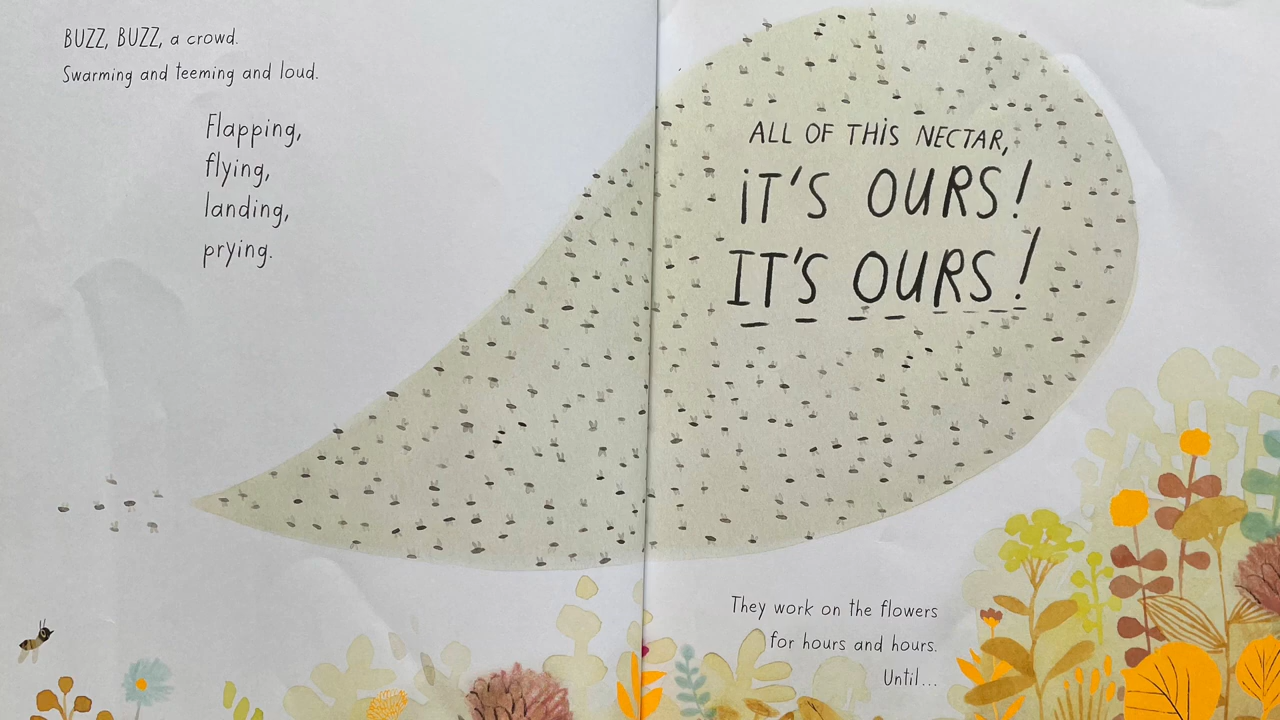 BUZZ, BUZZ, a crowd.
Swarming and teeming and loud.
Flapping,
flying,
landing,
prying.
ALL OF THIS NECTAR,
IT'S OURS!
IT'S OURS!
They work on the flowers
for hours and hours.
Until...